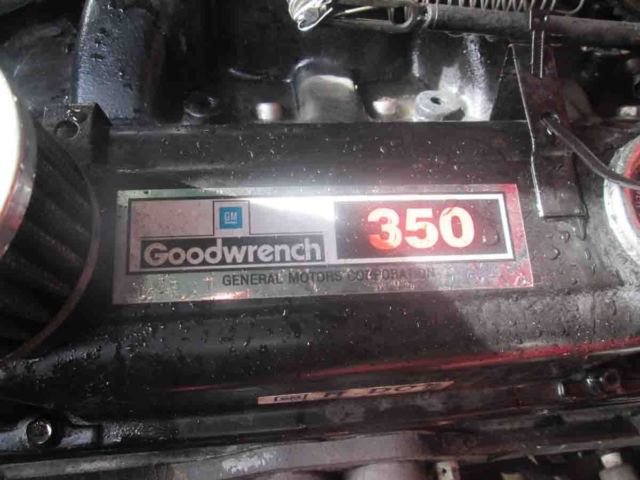 GM
Goodwrench
350
GENERAL MOTORS CORPORATION